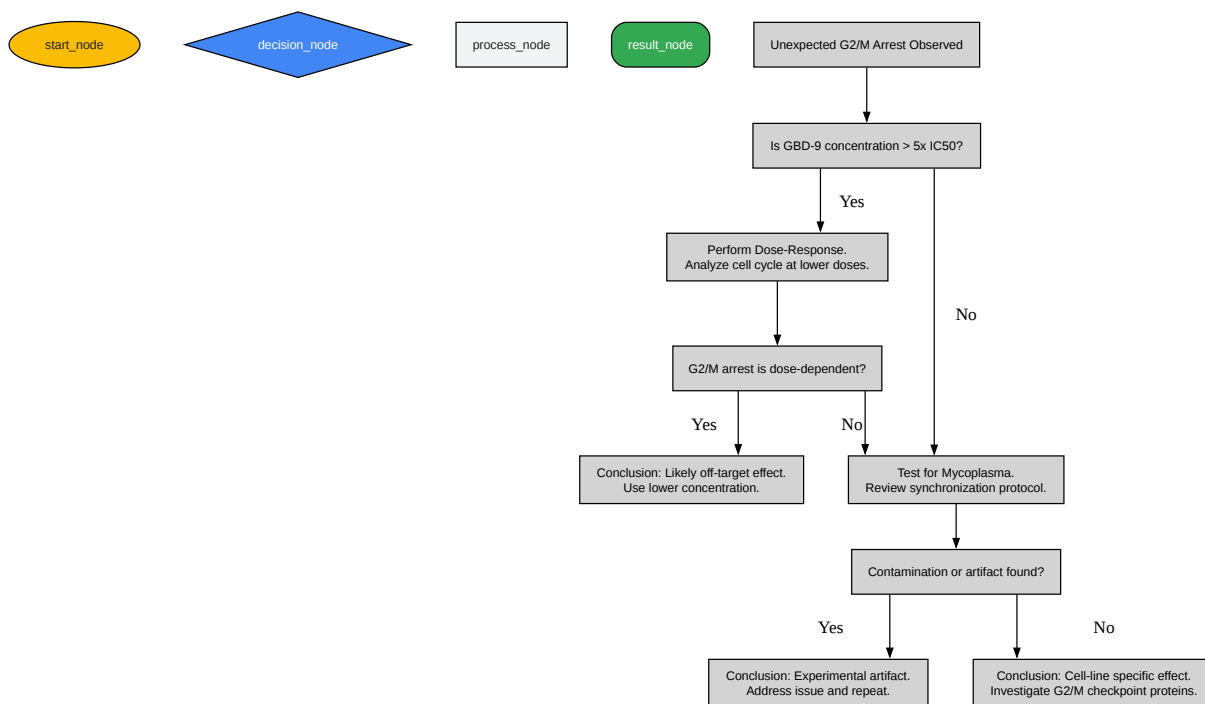 start_node
decision_node
process_node
result_node
Unexpected G2/M Arrest Observed
Is GBD-9 concentration > 5x IC50?
Yes
Perform Dose-Response.
Analyze cell cycle at lower doses.
No
G2/M arrest is dose-dependent?
Yes
No
Conclusion: Likely off-target effect.
Use lower concentration.
Test for Mycoplasma.
Review synchronization protocol.
Contamination or artifact found?
Yes
No
Conclusion: Experimental artifact.
Address issue and repeat.
Conclusion: Cell-line specific effect.
Investigate G2/M checkpoint proteins.